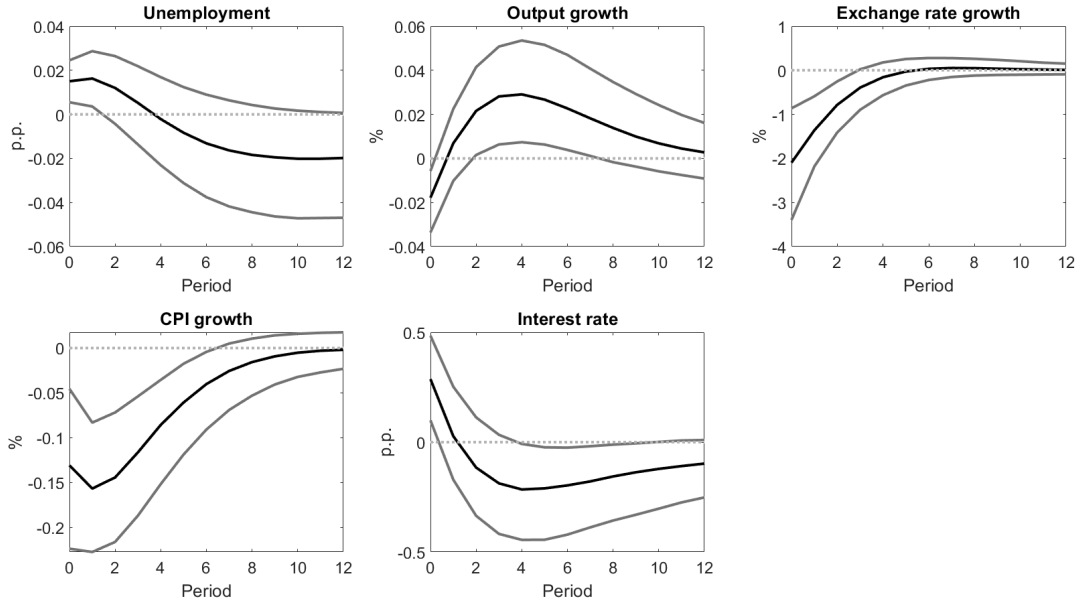 Unemployment
0.04
0.02
0
-0.02
-0.04
-0.06
p.p.
0 2 4 6 8 10 12
Period
Output growth
0.06
0.04
0.02
0
-0.02
-0.04
%
0 2 4 6 8 10 12
Period
Exchange rate growth
1
0
-1
-2
-3
-4
%
0 2 4 6 8 10 12
Period
CPI growth
0
-0.05
-0.1
-0.15
-0.2
%
0 2 4 6 8 10 12
Period
Interest rate
0.5
0
-0.5
p.p.
0 2 4 6 8 10 12
Period